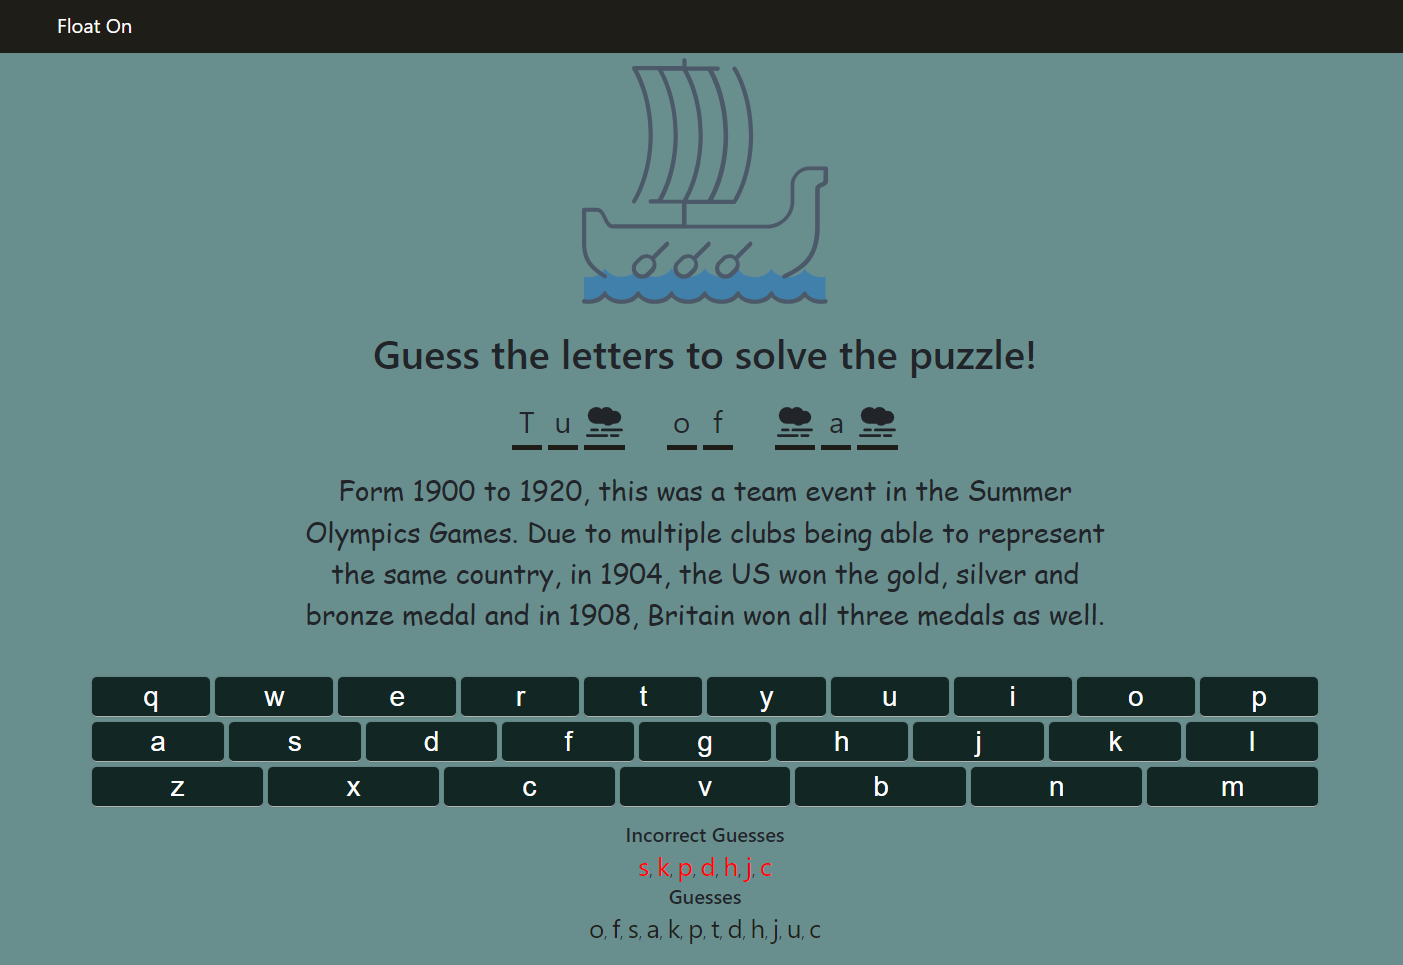 Float On
Guess the letters to solve the puzzle!
T u of a
Form 1900 to 1920, this was a team event in the Summer
Olympics Games. Due to multiple clubs being able to represent
the same country, in 1904, the US won the gold, silver and
bronze medal and in 1908, Britain won all three medals as well.
q w e r t y u i o p
a s d f g h j k l
z x c v b n m
Incorrect Guesses
s, k, p, d, h, j, c
Guesses
o, f, s, a, k, p, t, d, h, j, u, c